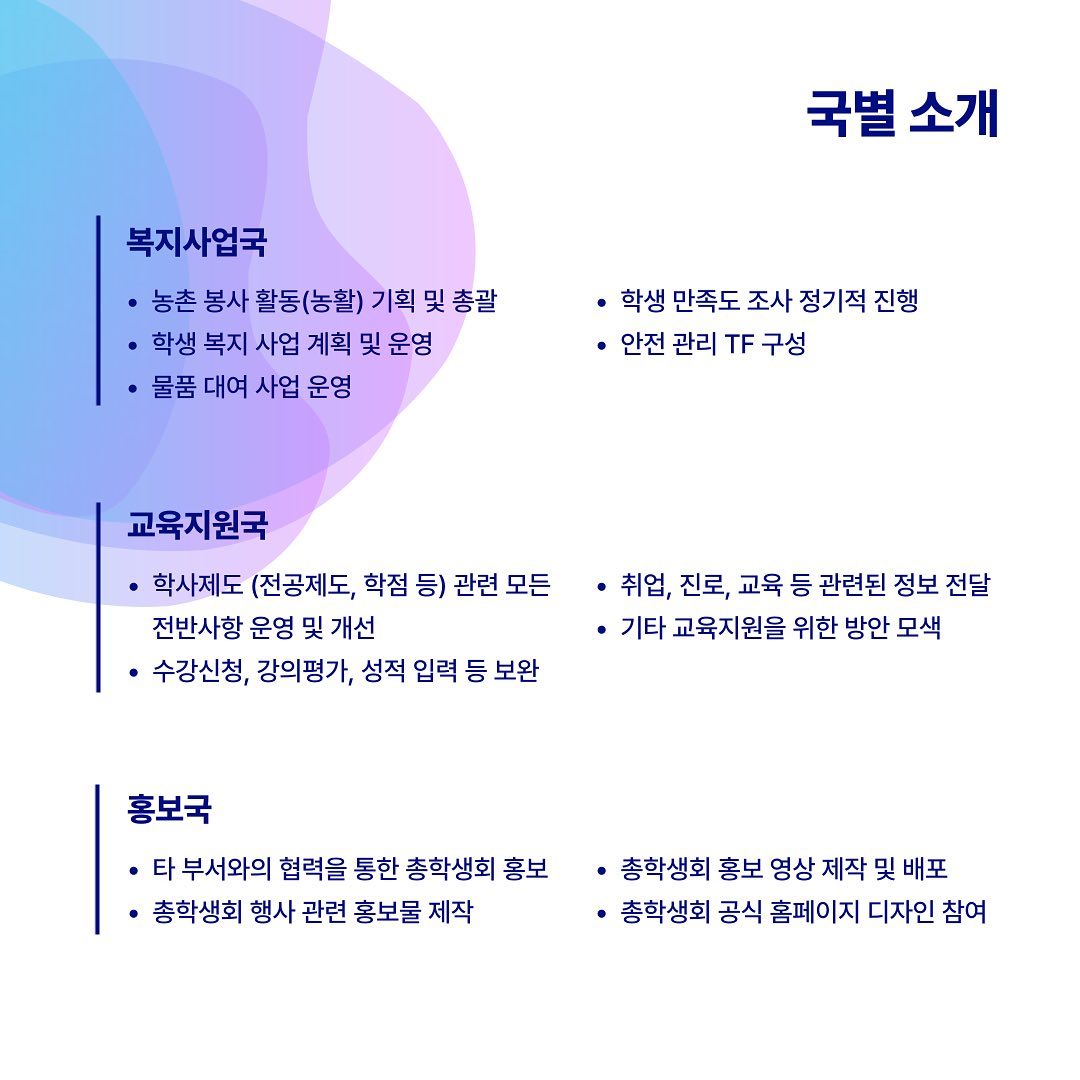 국별 소개
복지사업국
• 농촌 봉사 활동(농활) 기획 및 총괄
• 학생 복지 사업 계획 및 운영
• 물품 대여 사업 운영
• 학생 만족도 조사 정기적 진행
• 안전 관리 TF 구성
교육지원국
• 학사제도 (전공제도, 학점 등) 관련 모든
전반사항 운영 및 개선
• 수강신청, 강의평가, 성적 입력 등 보완
• 취업, 진로, 교육 등 관련된 정보 전달
• 기타 교육지원을 위한 방안 모색
홍보국
• 타 부서와의 협력을 통한 총학생회 홍보
• 총학생회 행사 관련 홍보물 제작
• 총학생회 홍보 영상 제작 및 배포
• 총학생회 공식 홈페이지 디자인 참여